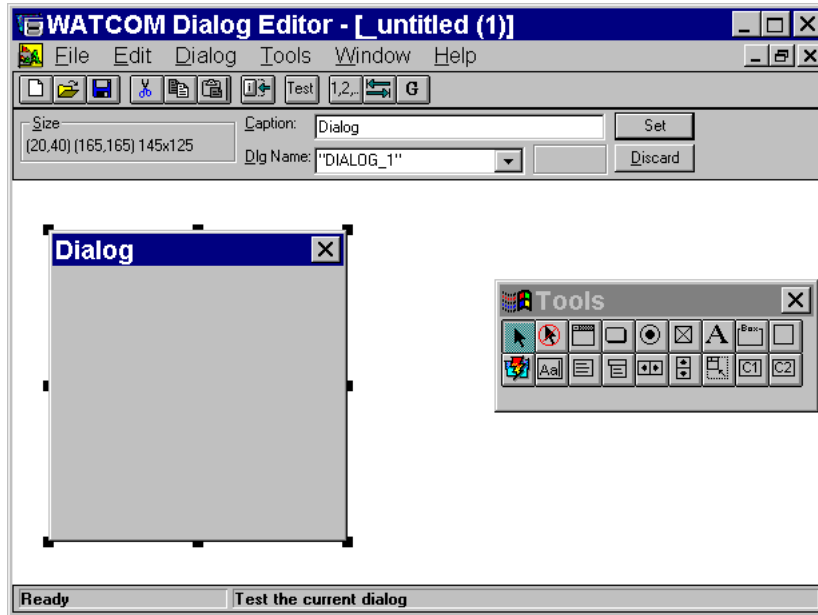 WATCOM Dialog Editor - [_untitled (1)]
File Edit Dialog Tools Window Help
Test 1,2,.. G
Size
(20,40) (165,165) 145x125
Caption: Dialog Set
Dlg Name: "DIALOG_1" Discard
Dialog
Tools
A Box
Aa C1 C2
Ready Test the current dialog